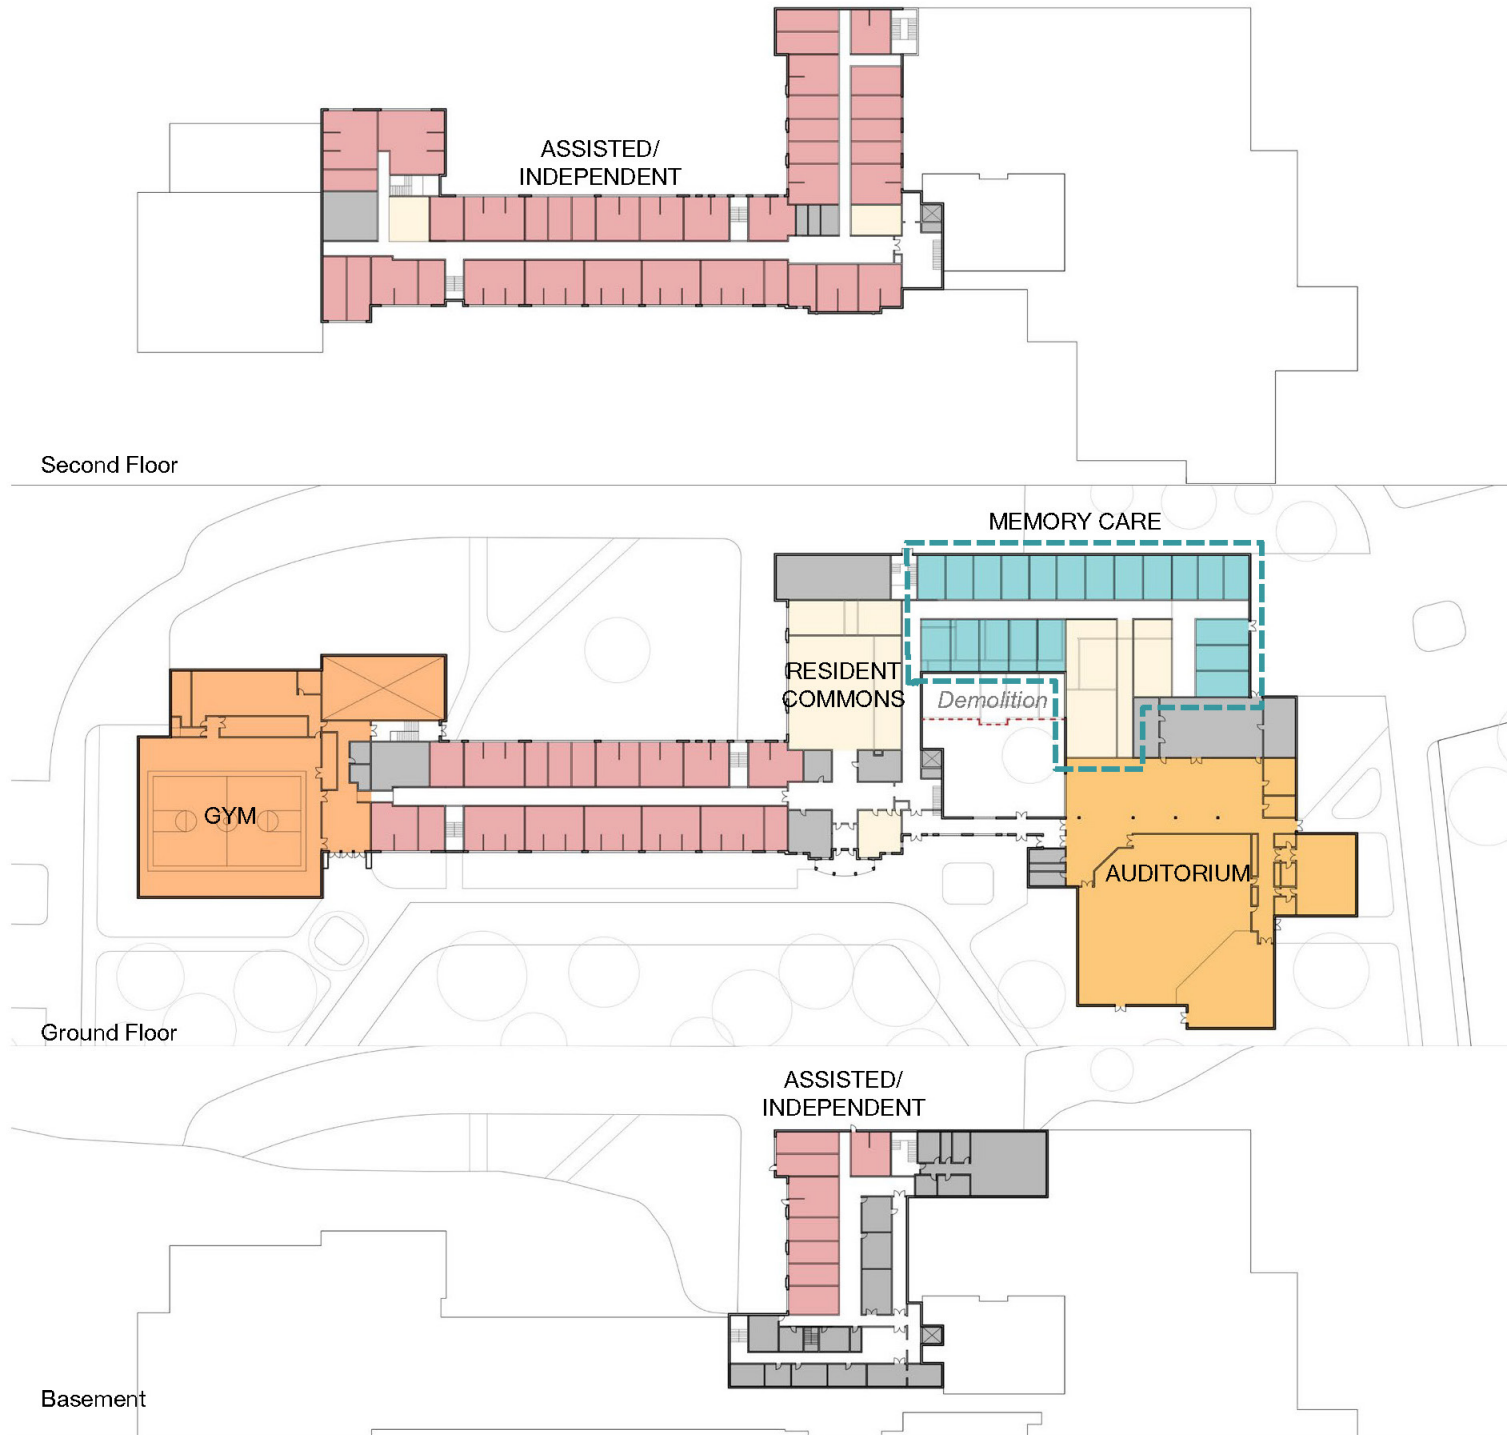 ASSISTED/
INDEPENDENT
Second Floor
MEMORY CARE
RESIDENT
COMMONS
Demolition
GYM
AUDITORIUM
Ground Floor
ASSISTED/
INDEPENDENT
Basement